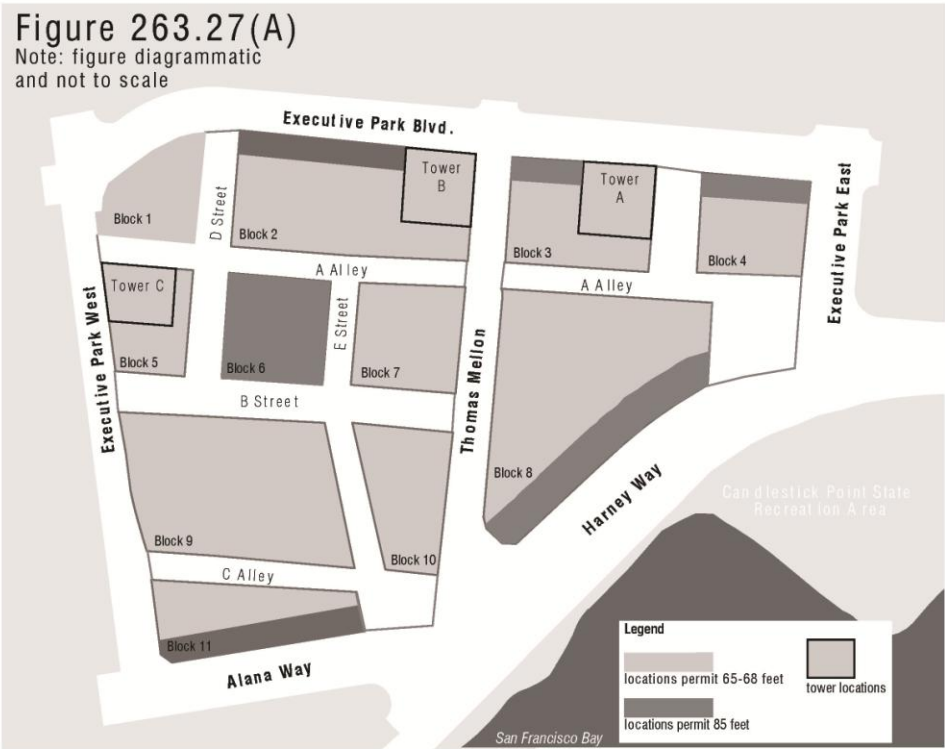 Figure 263.27(A)
Note: figure diagrammatic
and not to scale
Executive Park Blvd.
Tower
B
Tower
A
Executive Park East
D Street
Block 1
Block 2
Block 3
Block 4
A Alley
A Alley
Tower C
E Street
Executive Park West
Block 5
Block 6
Block 7
B Street
Thomas Mellon
Block 8
Harney Way
Candlestick Point State
Recreation Area
Block 9
Block 10
C Alley
Block 11
Alana Way
Legend
locations permit 65-68 feet
tower locations
locations permit 85 feet
San Francisco Bay